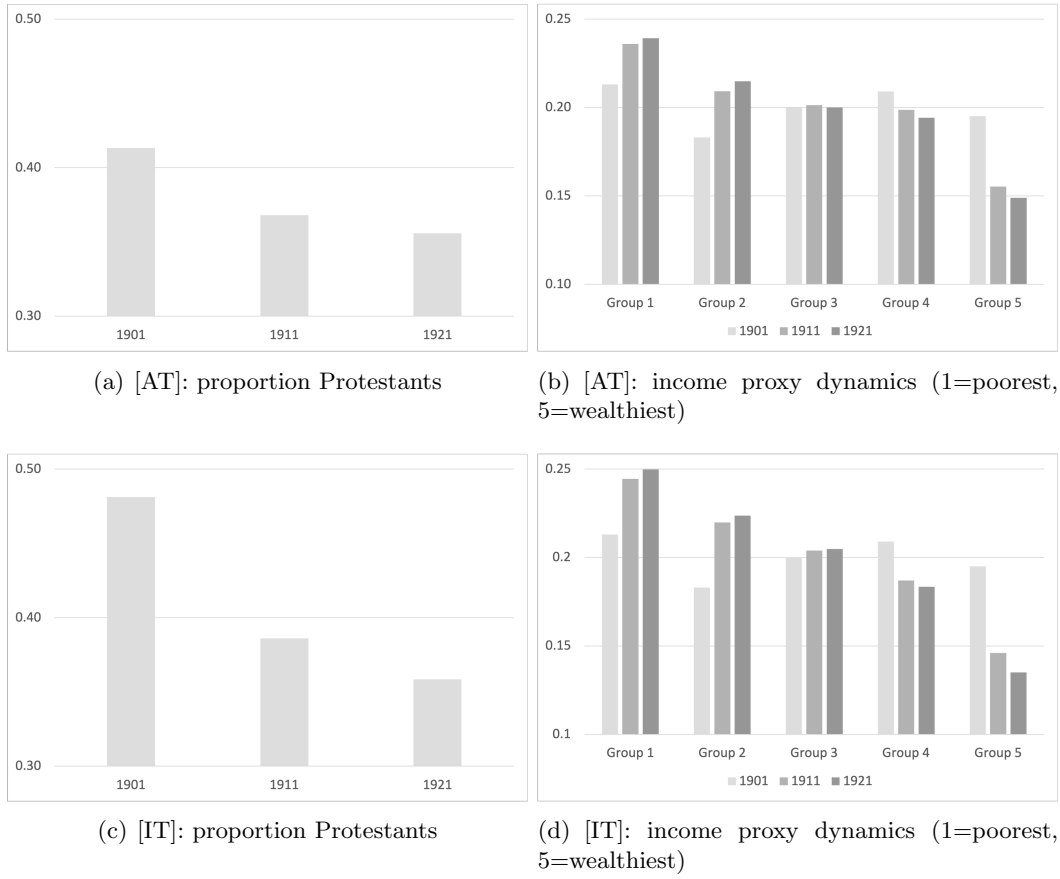 0.50
0.40
0.30
1901
1911
1921
(a) [AT]: proportion Protestants
0.25
0.20
0.15
0.10
Group 1
Group 2
Group 3
Group 4
Group 5
1901
1911
1921
(b) [AT]: income proxy dynamics (1=poorest,
5=wealthiest)
0.50
0.40
0.30
1901
1911
1921
(c) [IT]: proportion Protestants
0.25
0.2
0.15
0.1
Group 1
Group 2
Group 3
Group 4
Group 5
1901
1911
1921
(d) [IT]: income proxy dynamics (1=poorest,
5=wealthiest)